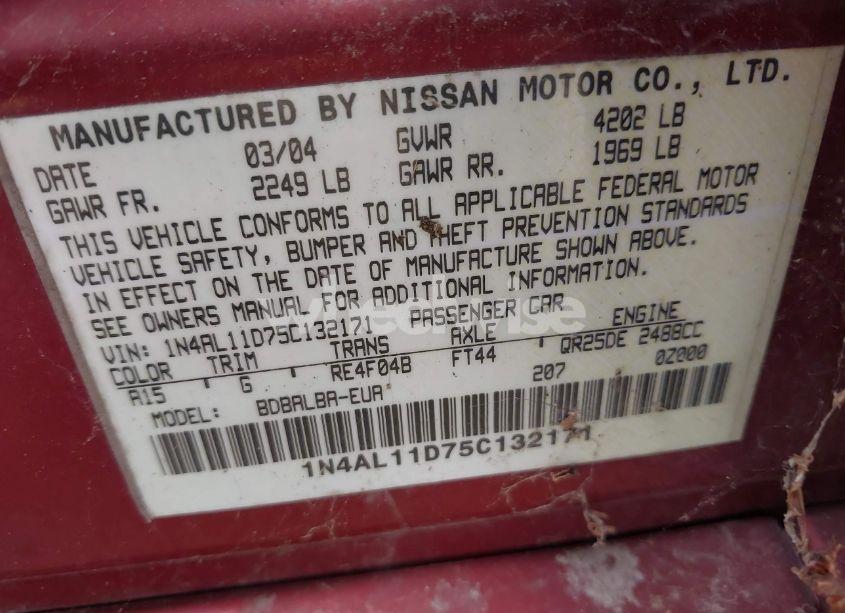 MANUFACTURED BY NISSAN MOTOR CO., LTD.
DATE 03/04 GVWR 4202 LB
GAWR FR. 2249 LB GAWR RR. 1969 LB
THIS VEHICLE CONFORMS TO ALL APPLICABLE FEDERAL MOTOR
VEHICLE SAFETY, BUMPER AND THEFT PREVENTION STANDARDS
IN EFFECT ON THE DATE OF MANUFACTURE SHOWN ABOVE.
SEE OWNERS MANUAL FOR ADDITIONAL INFORMATION.
VIN: 1N4AL11D75C132171 PASSENGER CAR
COLOR TRIM TRANS AXLE ENGINE
A15 G RE4F04B FT44 QR25DE 2488CC
MODEL: BDBALBA-EUA 207 0Z000
1N4AL11D75C132171